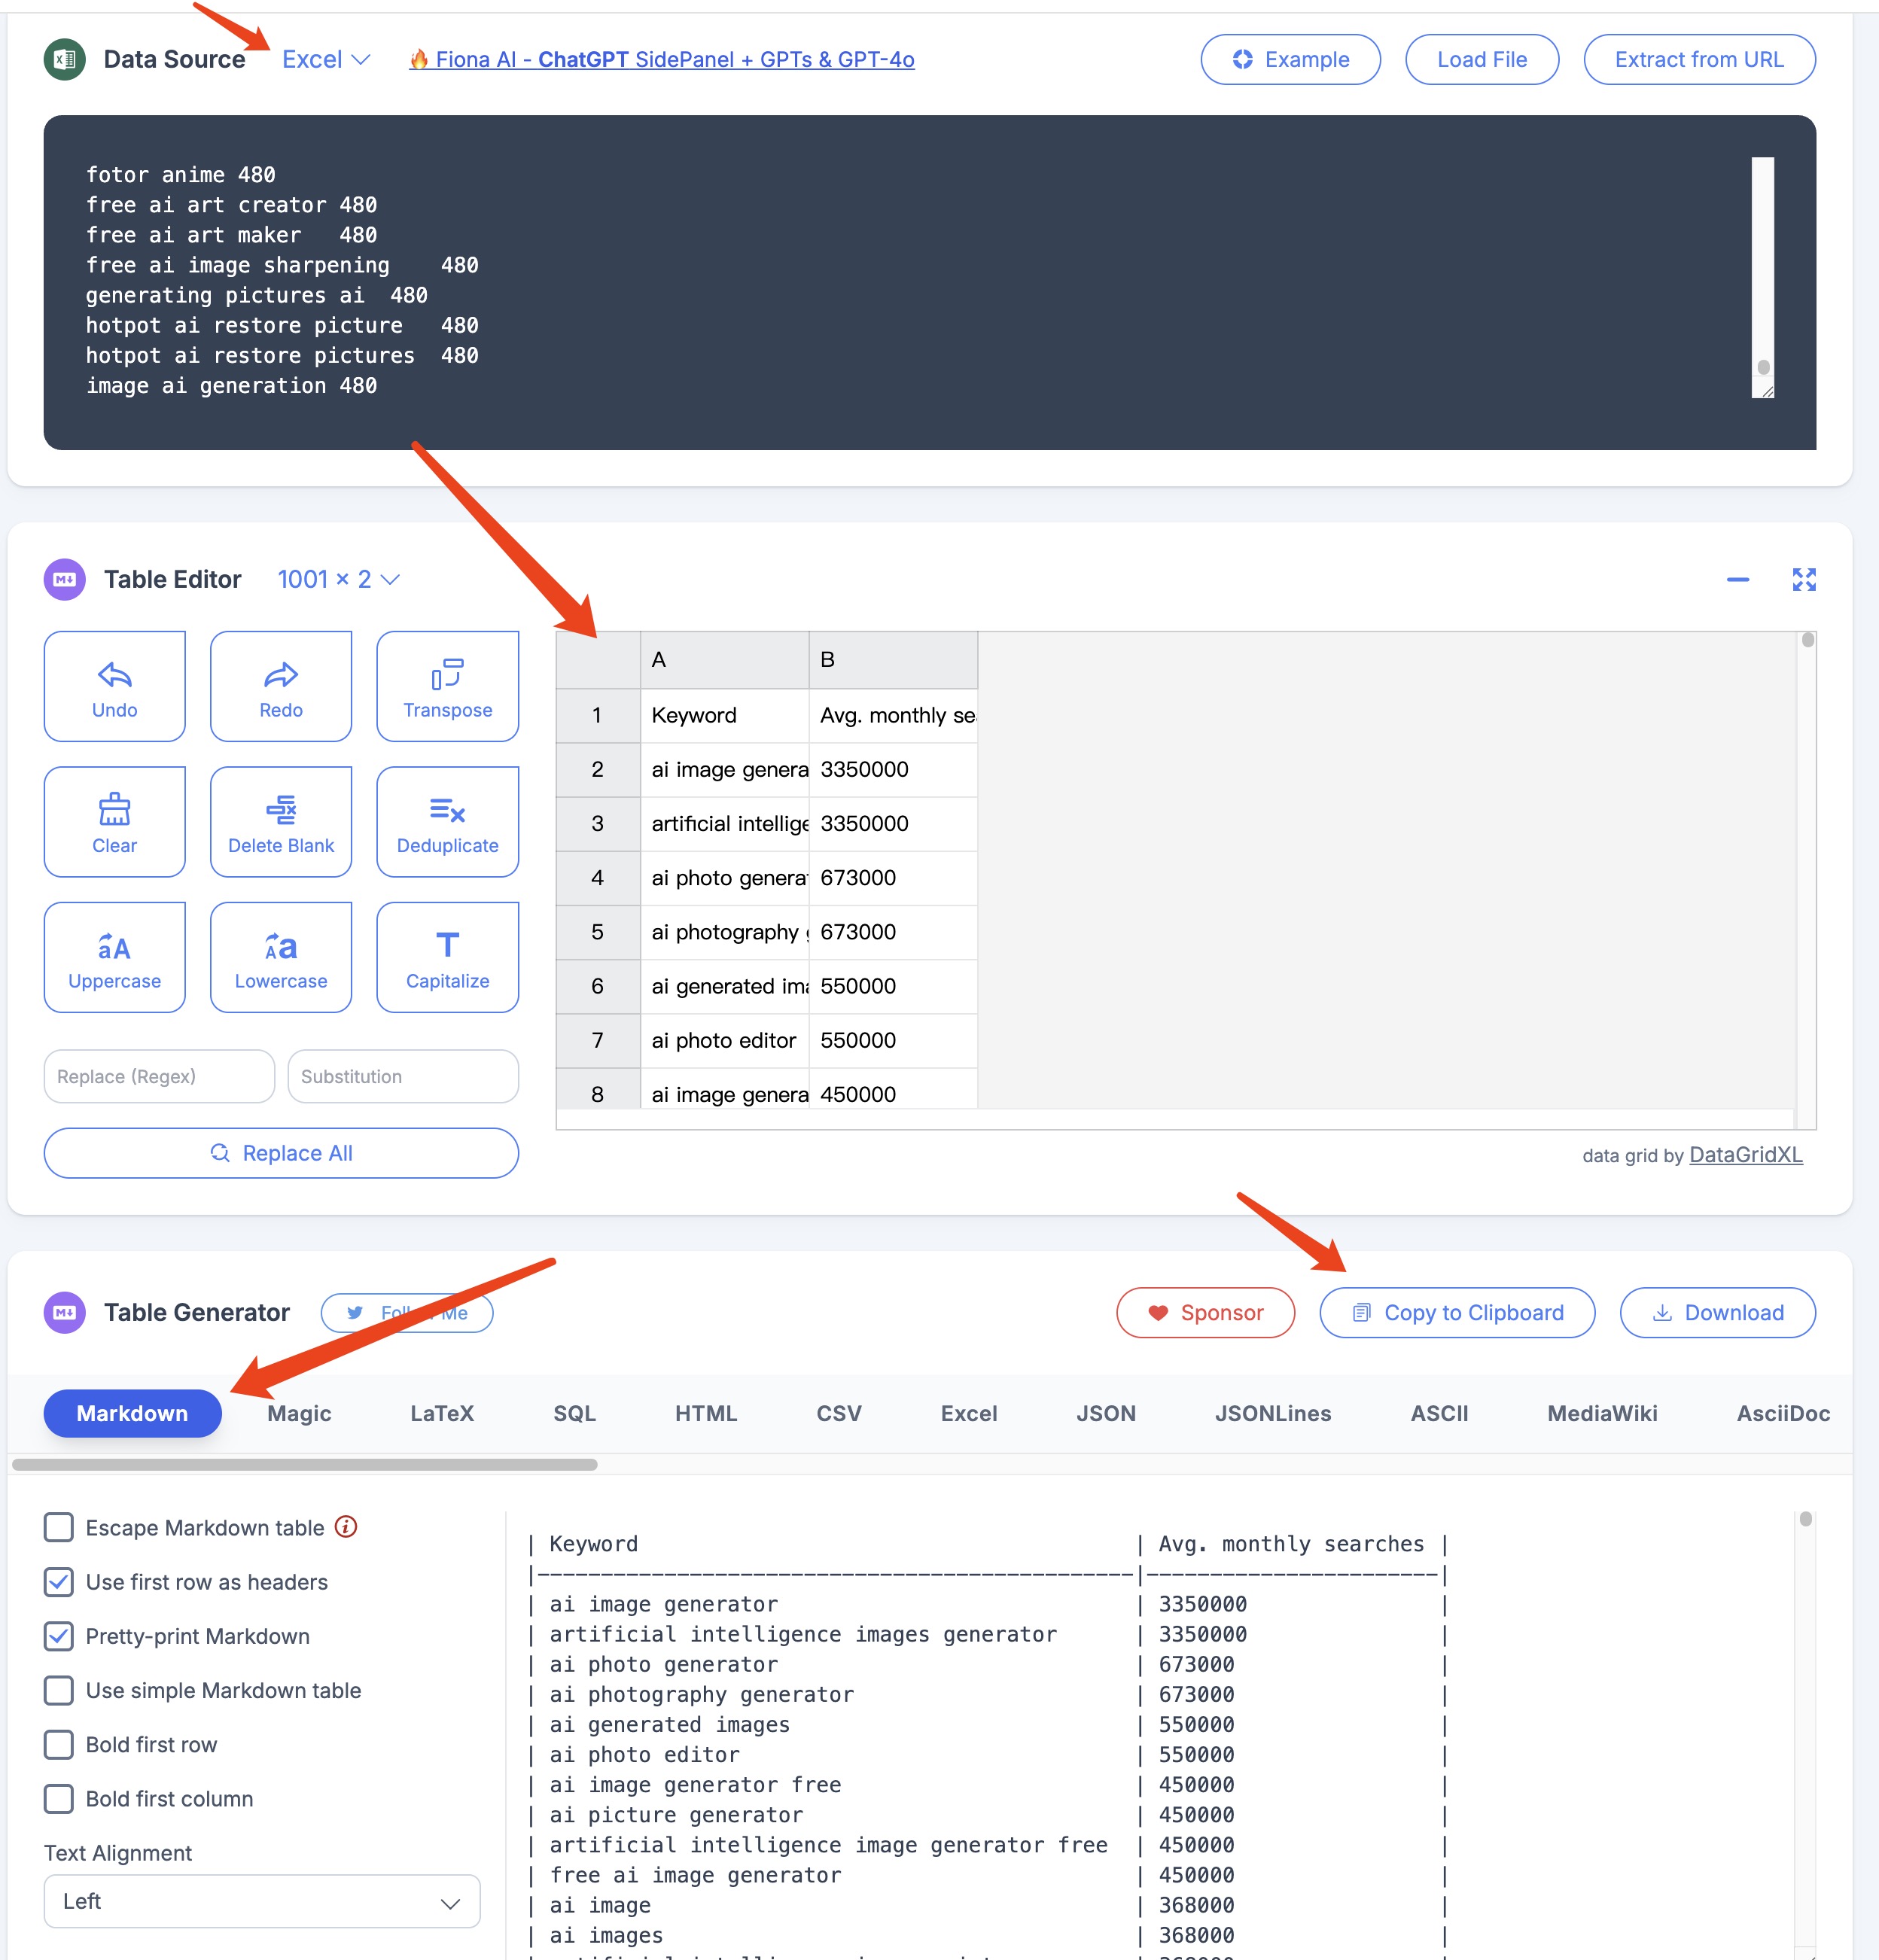 Data Source Excel 🔥 Fiona AI - ChatGPT SidePanel + GPTs & GPT-4o Example Load File Extract from URL
fotor anime 480
free ai art creator 480
free ai art maker 480
free ai image sharpening 480
generating pictures ai 480
hotpot ai restore picture 480
hotpot ai restore pictures 480
image ai generation 480
Table Editor 1001 × 2
Undo Redo Transpose
Clear Delete Blank Deduplicate
Uppercase Lowercase Capitalize
Replace (Regex) Substitution
Replace All
A B
1 Keyword Avg. monthly se
2 ai image genera 3350000
3 artificial intellige 3350000
4 ai photo genera 673000
5 ai photography 673000
6 ai generated im 550000
7 ai photo editor 550000
8 ai image genera 450000
data grid by DataGridXL
Table Generator Follow Me Sponsor Copy to Clipboard Download
Markdown Magic LaTeX SQL HTML CSV Excel JSON JSONLines ASCII MediaWiki AsciiDoc
Escape Markdown table
Use first row as headers
Pretty-print Markdown
Use simple Markdown table
Bold first row
Bold first column
Text Alignment
Left
| Keyword | Avg. monthly searches |
|-----------------------------------------------|-----------------------|
| ai image generator | 3350000 |
| artificial intelligence images generator | 3350000 |
| ai photo generator | 673000 |
| ai photography generator | 673000 |
| ai generated images | 550000 |
| ai photo editor | 550000 |
| ai image generator free | 450000 |
| ai picture generator | 450000 |
| artificial intelligence image generator free | 450000 |
| free ai image generator | 450000 |
| ai image | 368000 |
| ai images | 368000 |